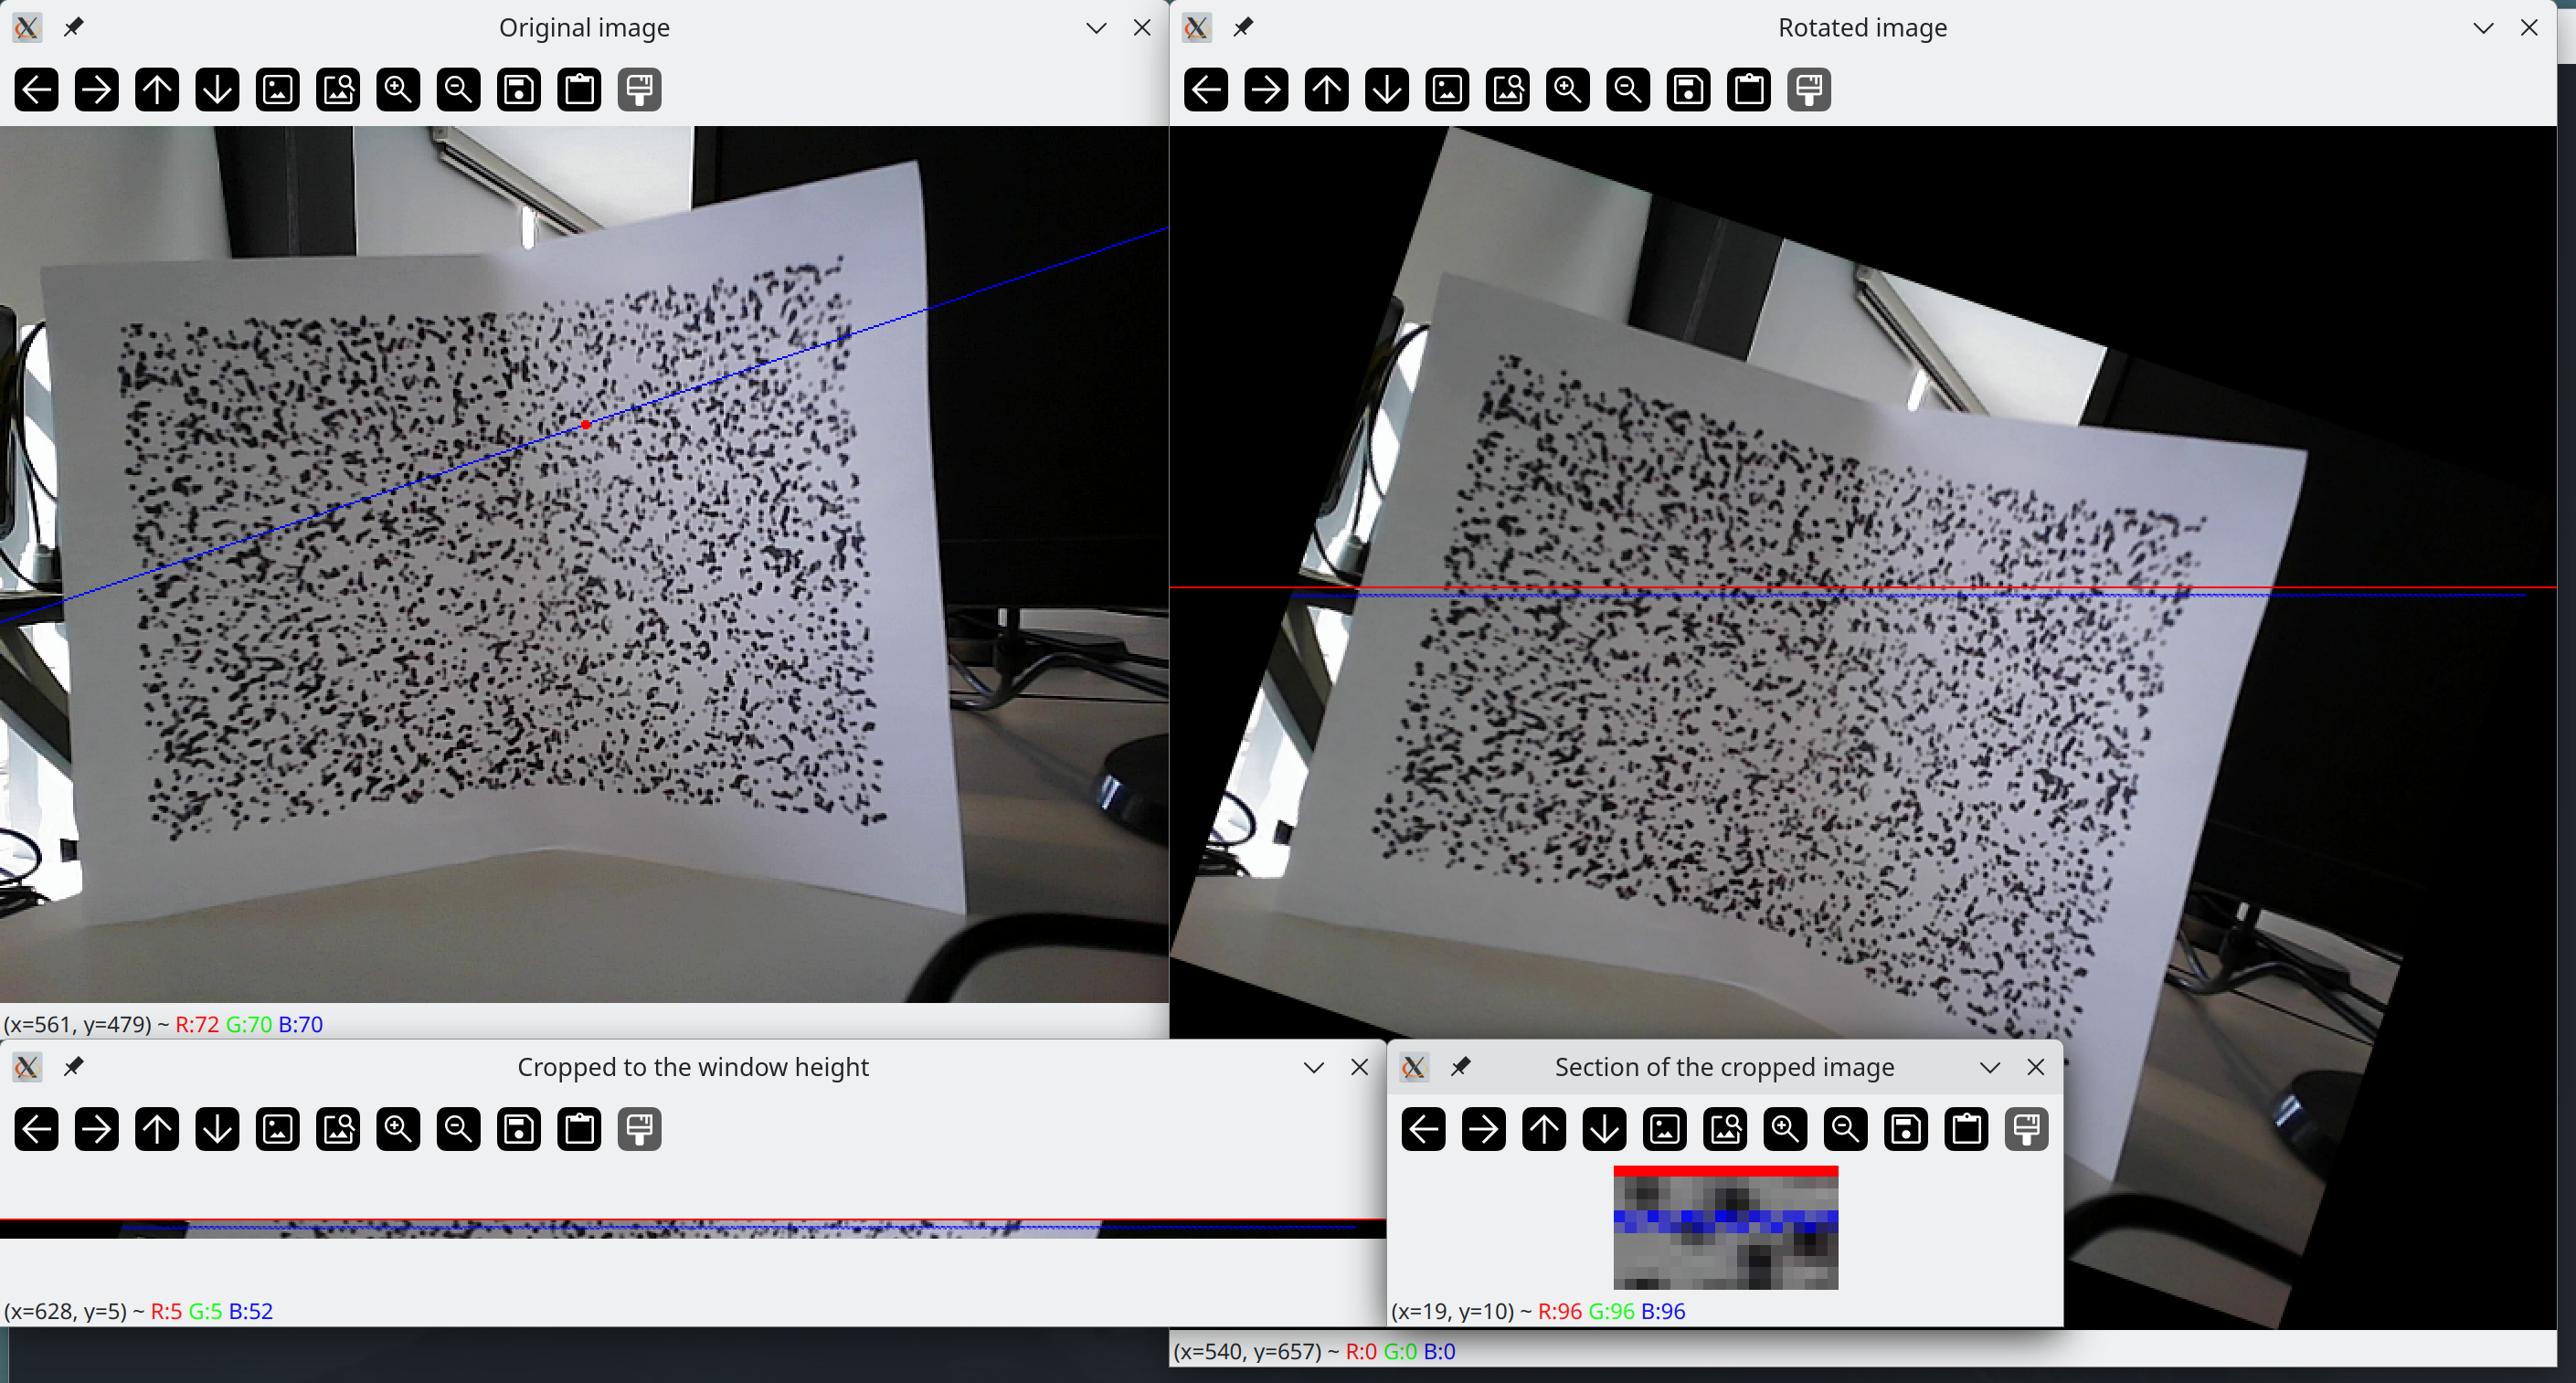 Original image
Rotated image
(x=561, y=479) ~ R:72 G:70 B:70
Cropped to the window height
Section of the cropped image
(x=628, y=5) ~ R:5 G:5 B:52
(x=19, y=10) ~ R:96 G:96 B:96
(x=540, y=657) ~ R:0 G:0 B:0